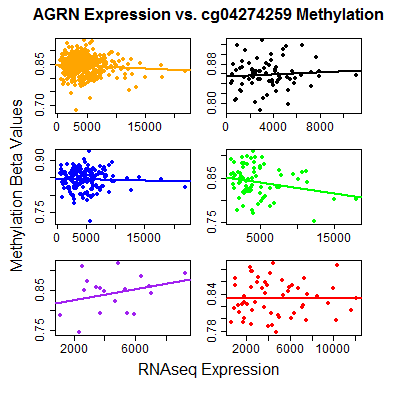 AGRN Expression vs. cg04274259 Methylation
Methylation Beta Values
0.70 0.85
0 5000 15000
0.80 0.90
0 4000 8000
0.75 0.90
0 5000 15000
0.75 0.85
5000 15000
0.75 0.85
2000 6000
0.78 0.84
2000 6000 10000
RNAseq Expression